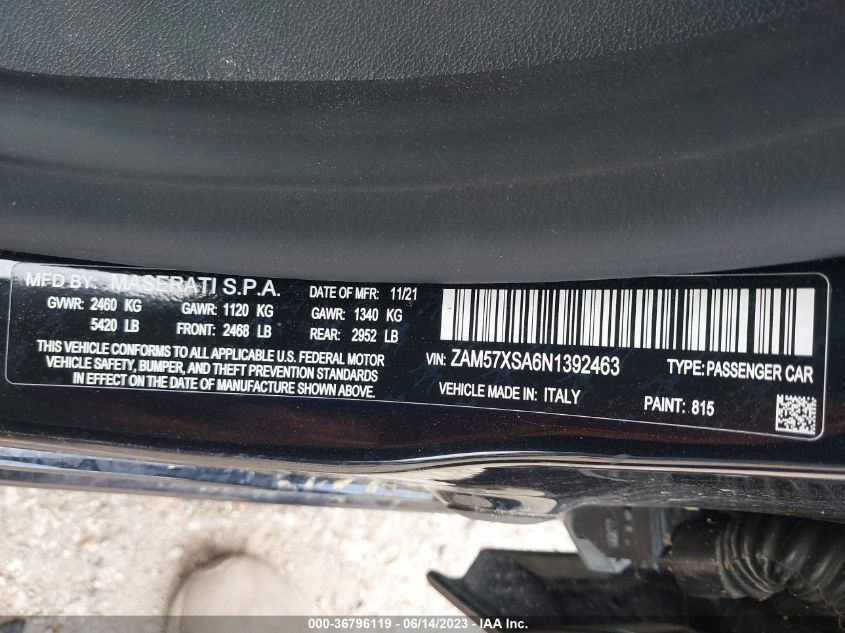 MFD BY: MASERATI S.P.A. DATE OF MFR: 11/21
GVWR: 2460 KG GAWR: 1120 KG GAWR: 1340 KG
5420 LB FRONT: 2468 LB REAR: 2952 LB
THIS VEHICLE CONFORMS TO ALL APPLICABLE U.S. FEDERAL MOTOR
VEHICLE SAFETY, BUMPER, AND THEFT PREVENTION STANDARDS
IN EFFECT ON THE DATE OF MANUFACTURE SHOWN ABOVE.
VIN: ZAM57XSA6N1392463 TYPE: PASSENGER CAR
VEHICLE MADE IN: ITALY PAINT: 815
000-36796119 - 06/14/2023 - IAA Inc.